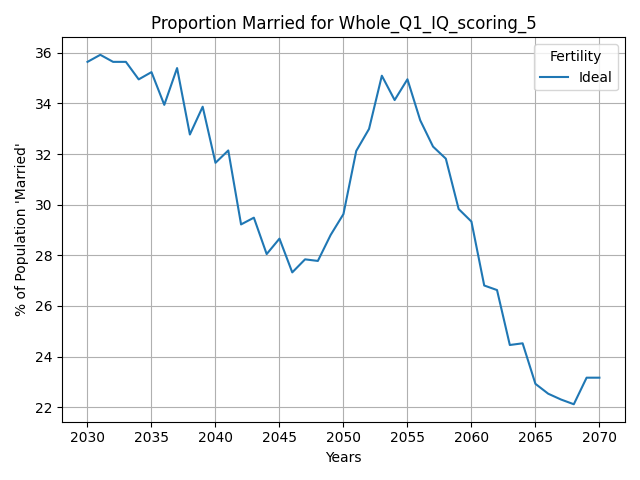 Proportion Married for Whole_Q1_IQ_scoring_5
Fertility
Ideal
% of Population 'Married'
36
34
32
30
28
26
24
22
2030 2035 2040 2045 2050 2055 2060 2065 2070
Years